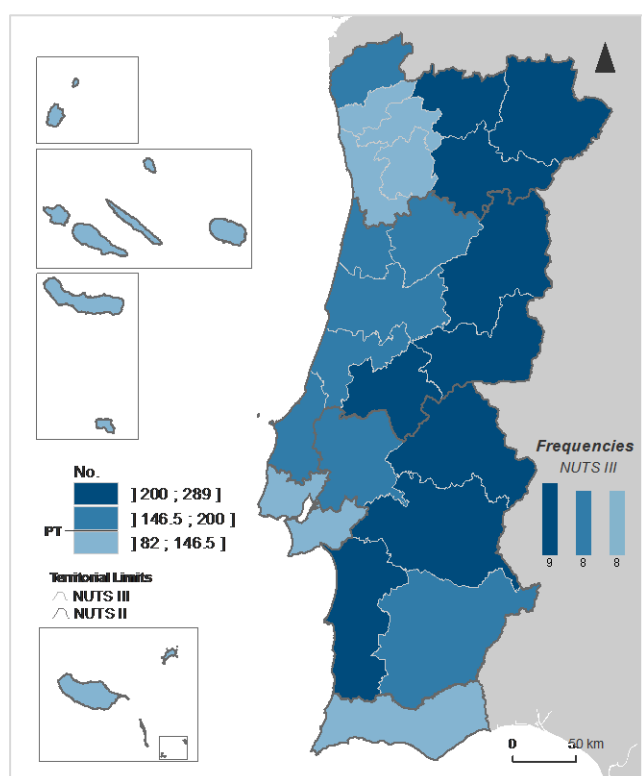 No.
] 200 ; 289 ]
] 146.5 ; 200 ]
PT
] 82 ; 146.5 ]
Territorial Limits
NUTS III
NUTS II
Frequencies
NUTS III
9 8 8
0 50 km